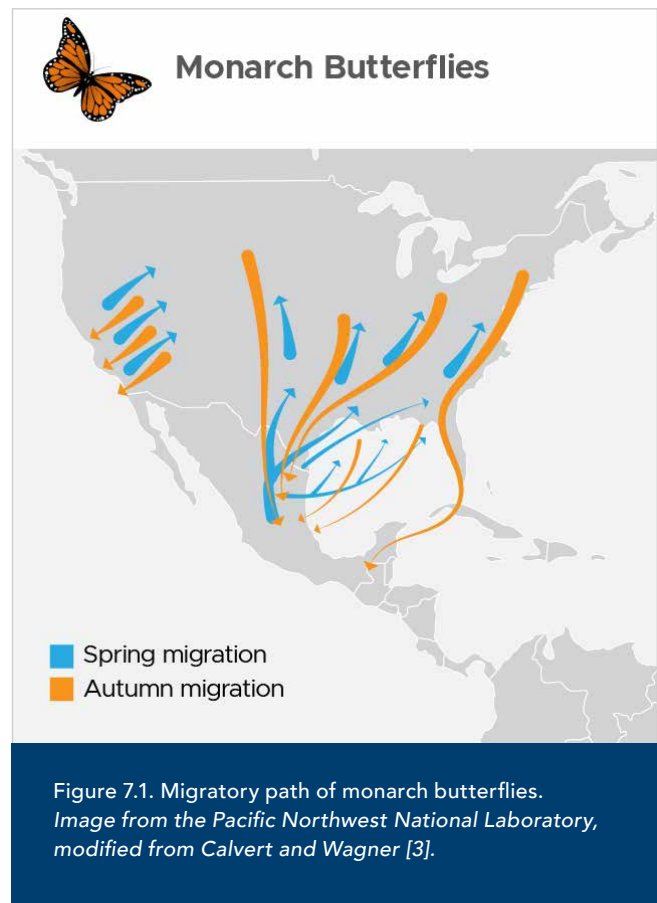 Monarch Butterflies
Spring migration
Autumn migration
Figure 7.1. Migratory path of monarch butterflies.
Image from the Pacific Northwest National Laboratory,
modified from Calvert and Wagner [3].